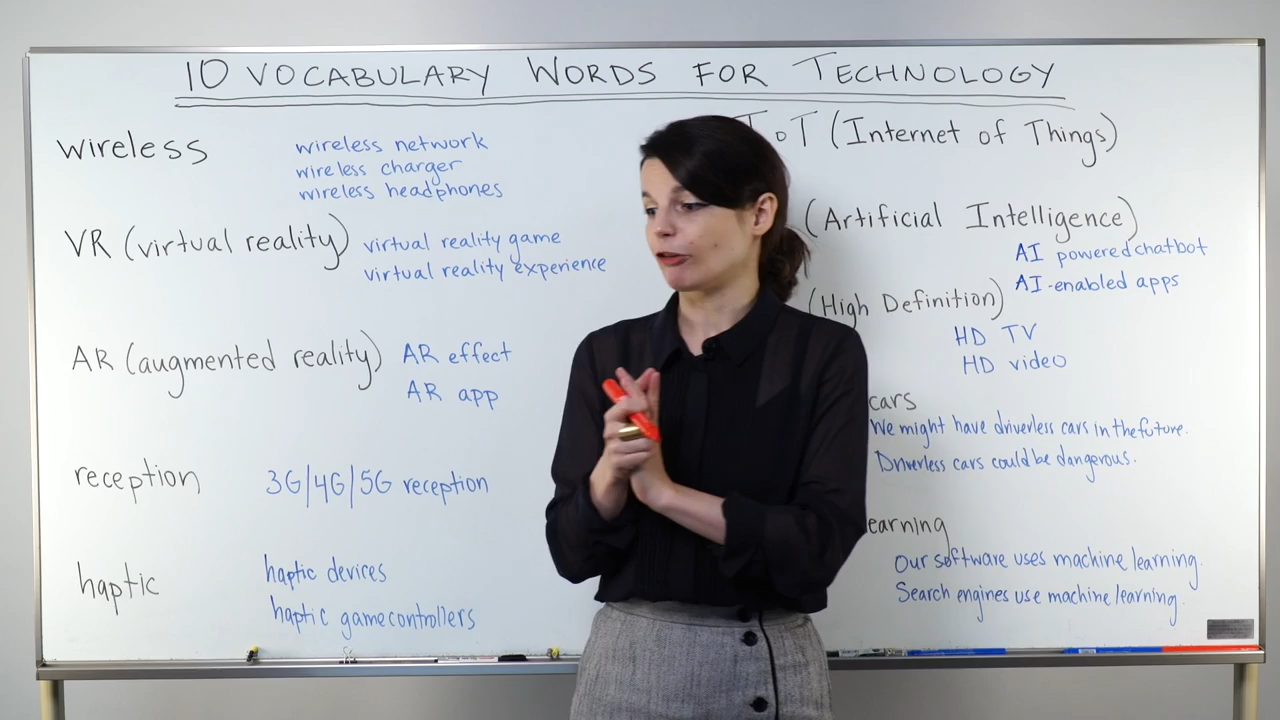 10 VOCABULARY WORDS FOR TECHNOLOGY
wireless
wireless network
wireless charger
wireless headphones
VR (virtual reality)
virtual reality game
virtual reality experience
AR (augmented reality)
AR effect
AR app
reception
3G/4G/5G reception
haptic
haptic devices
haptic game controllers
IoT (Internet of Things)
(Artificial Intelligence)
AI powered chatbot
AI-enabled apps
(High Definition)
HD TV
HD video
cars
We might have driverless cars in the future.
Driverless cars could be dangerous.
earning
Our software uses machine learning.
Search engines use machine learning.